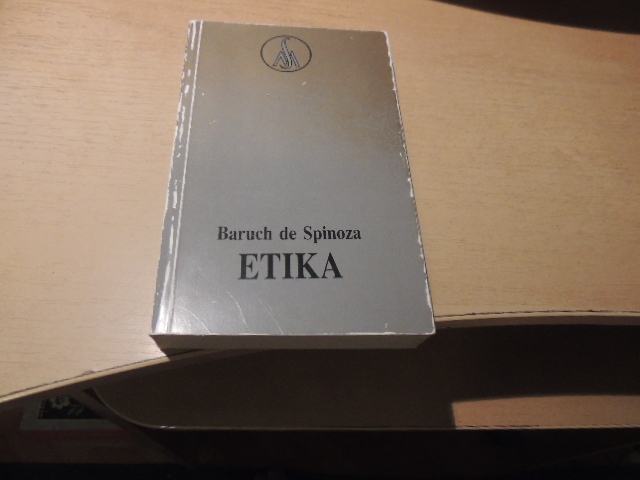 Baruch de Spinoza
ETIKA